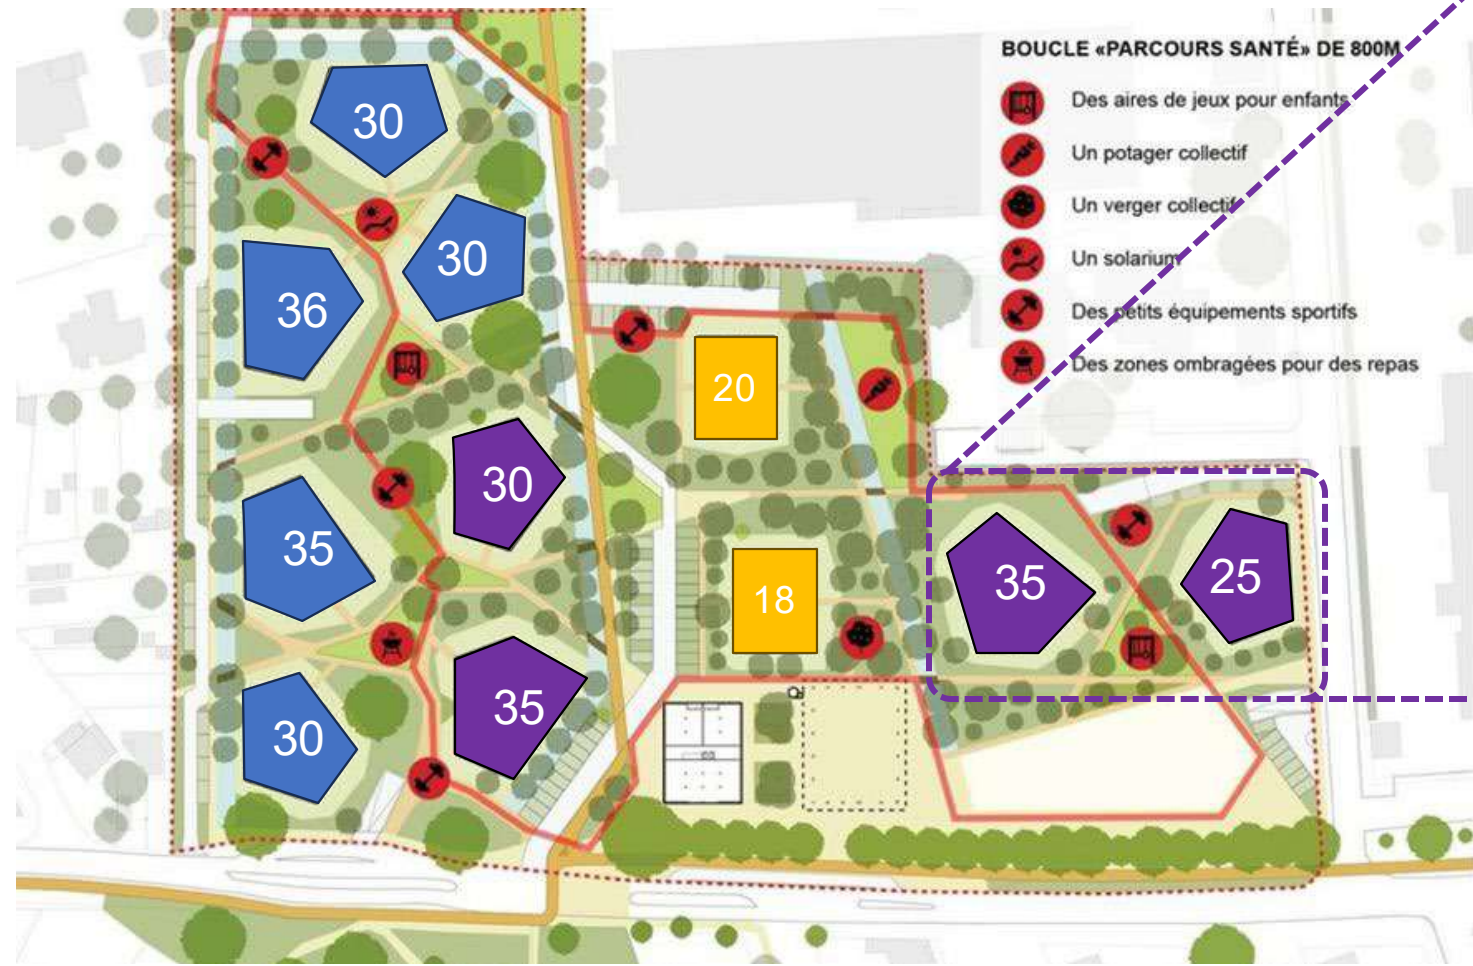 BOUCLE «PARCOURS SANTÉ» DE 800M
Des aires de jeux pour enfants
Un potager collectif
Un verger collectif
Un solarium
Des petits équipements sportifs
Des zones ombragées pour des repas
30
30
36
20
30
35
35
25
18
35
30